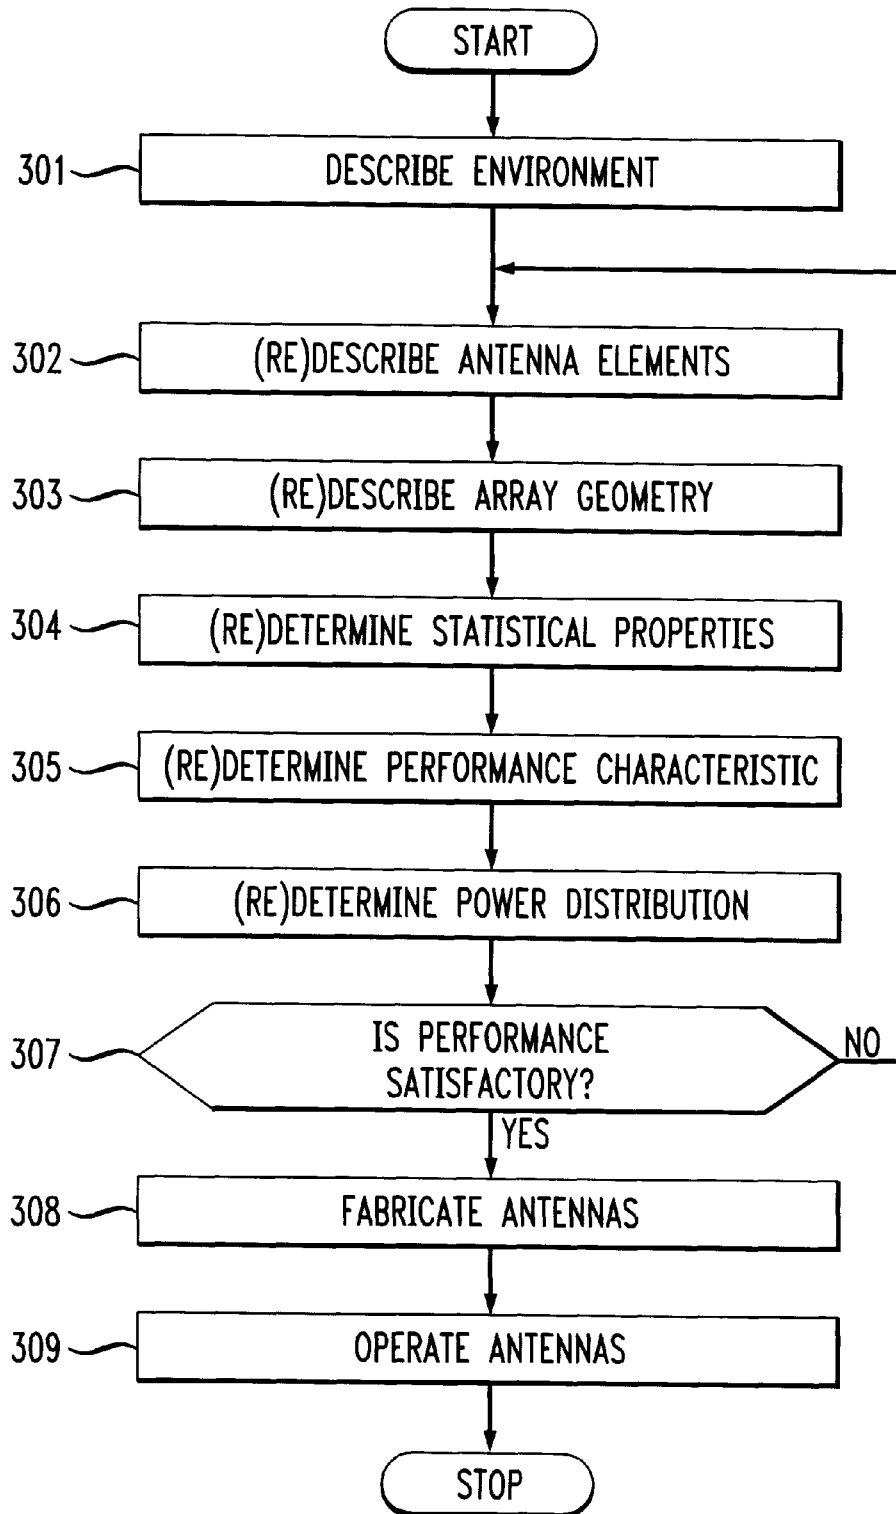 START
301 DESCRIBE ENVIRONMENT
302 (RE)DESCRIBE ANTENNA ELEMENTS
303 (RE)DESCRIBE ARRAY GEOMETRY
304 (RE)DETERMINE STATISTICAL PROPERTIES
305 (RE)DETERMINE PERFORMANCE CHARACTERISTIC
306 (RE)DETERMINE POWER DISTRIBUTION
307 IS PERFORMANCE
SATISFACTORY?
NO
YES
308 FABRICATE ANTENNAS
309 OPERATE ANTENNAS
STOP